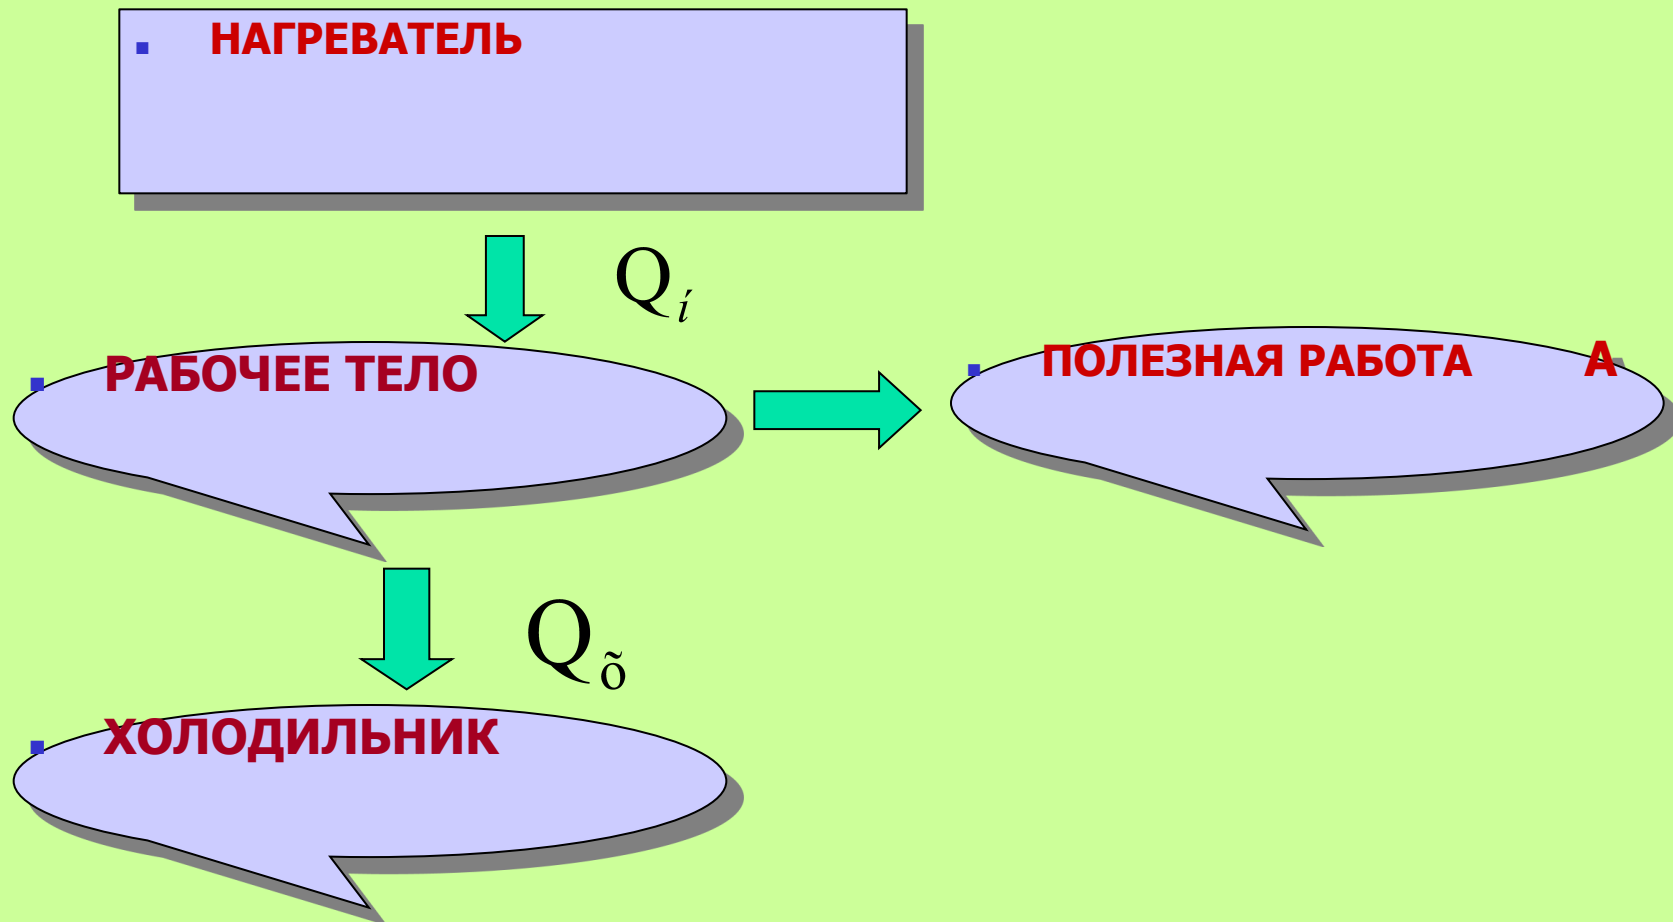 НАГРЕВАТЕЛЬ
Qí
РАБОЧЕЕ ТЕЛО
ПОЛЕЗНАЯ РАБОТА А
Qõ
ХОЛОДИЛЬНИК